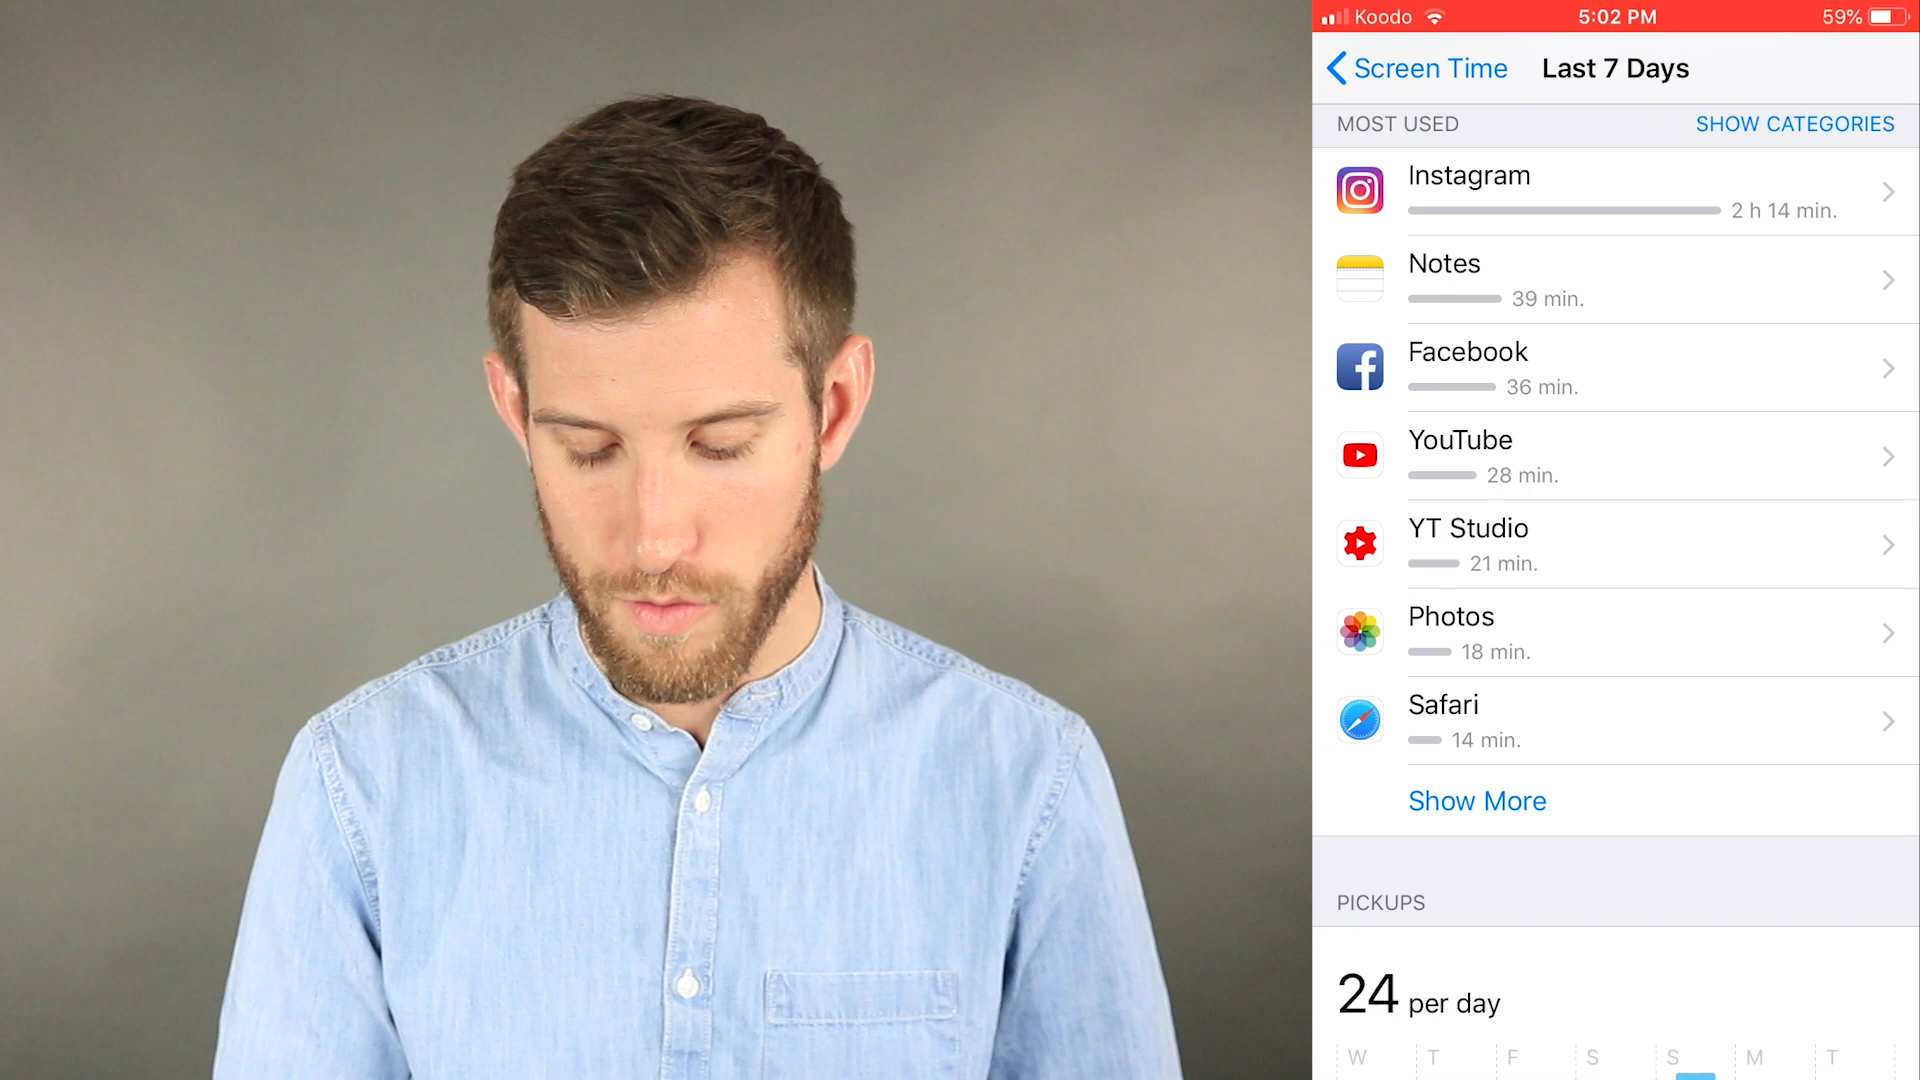 Koodo 5:02 PM 59%
Screen Time Last 7 Days
MOST USED SHOW CATEGORIES
Instagram
2 h 14 min.
Notes
39 min.
Facebook
36 min.
YouTube
28 min.
YT Studio
21 min.
Photos
18 min.
Safari
14 min.
Show More
PICKUPS
24 per day
W T F S S M T